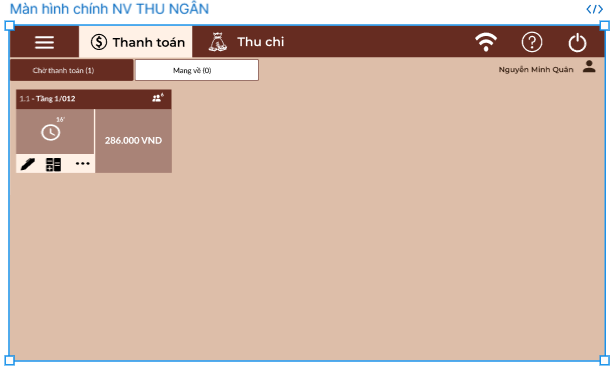 Màn hình chính NV THU NGÂN
</>
Thanh toán
Thu chi
?
Chờ thanh toán (1)
Mang về (0)
Nguyễn Minh Quân
1.1 - Tầng 1/012
6
16'
286.000 VND